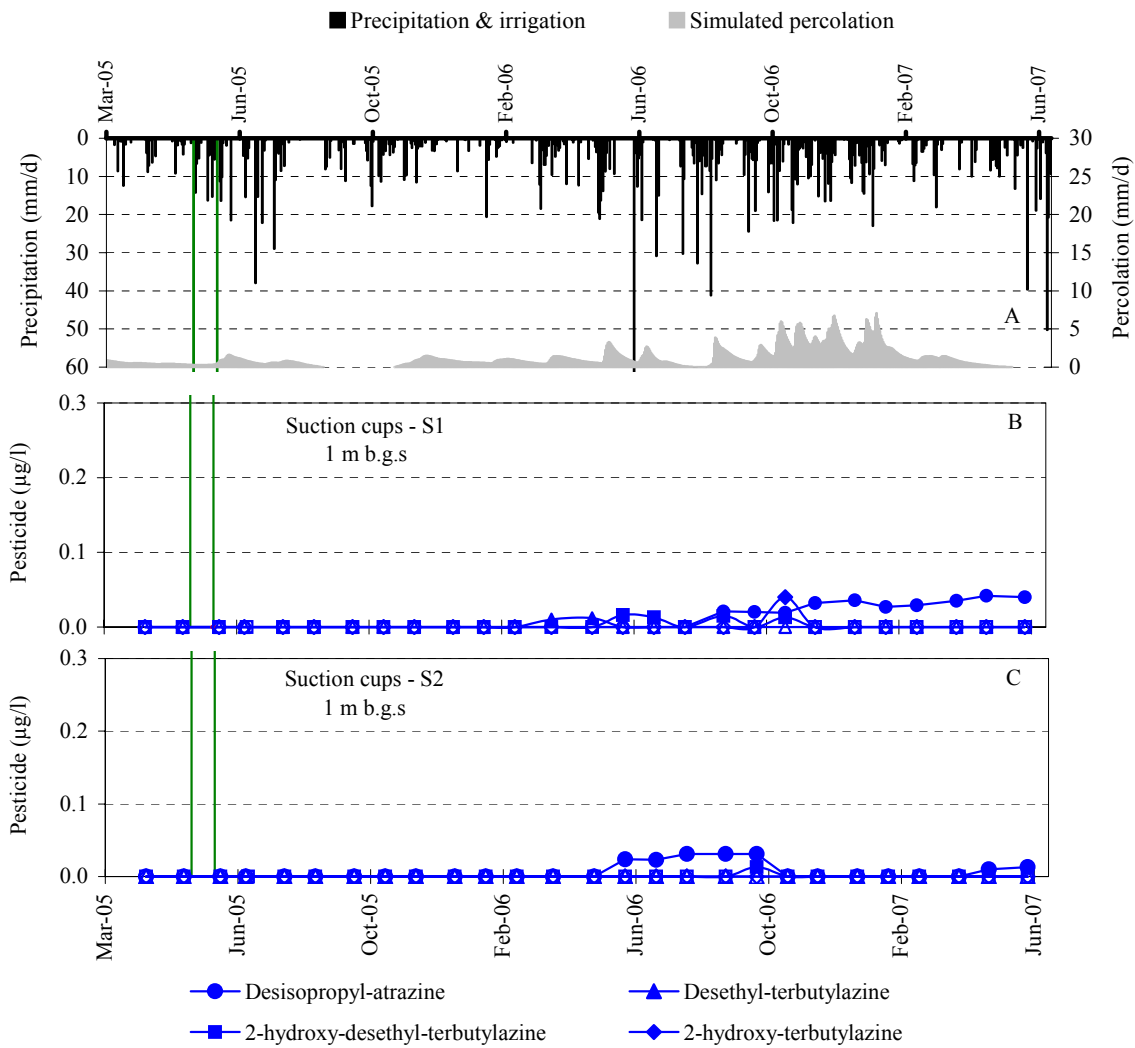 Precipitation & irrigation Simulated percolation
Mar-05 Jun-05 Oct-05 Feb-06 Jun-06 Oct-06 Feb-07 Jun-07
Precipitation (mm/d)
0
10
20
30
40
50
60
30
25
20
15
10
5
0
Percolation (mm/d)
A
Pesticide (µg/l)
0.3
0.2
0.1
0.0
Suction cups - S1
1 m b.g.s
B
Pesticide (µg/l)
0.3
0.2
0.1
0.0
Suction cups - S2
1 m b.g.s
C
Mar-05 Jun-05 Oct-05 Feb-06 Jun-06 Oct-06 Feb-07 Jun-07
Desisopropyl-atrazine Desethyl-terbutylazine
2-hydroxy-desethyl-terbutylazine 2-hydroxy-terbutylazine